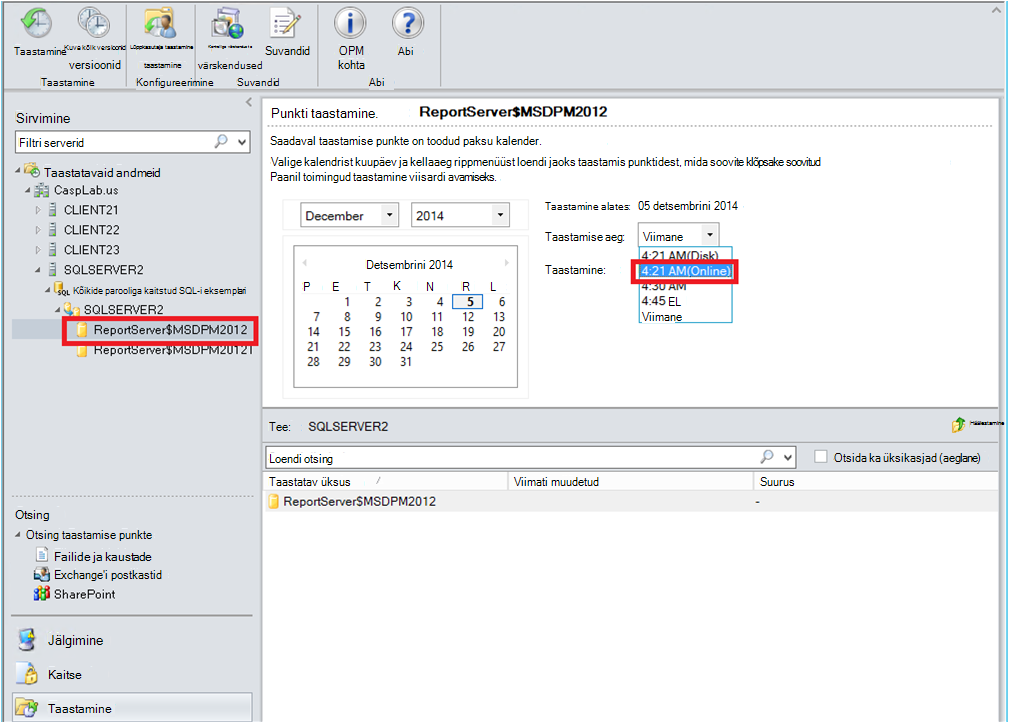 Taastamine
Kuva kõik versioonid
versioonid
Taastamine
Lõppkasutaja taastamine
taastamine
Konfigureerimine
värskendused
Suvandid
Suvandid
OPM
kohta
Abi
Abi
Sirvimine
Filtri serverid
Taastatavaid andmeid
CaspLab.us
CLIENT21
CLIENT22
CLIENT23
SQLSERVER2
Kõikide parooliga kaitstud SQL-i eksemplari
SQLSERVER2
ReportServer$MSDPM2012
ReportServer$MSDPM2012T
Otsing
Otsing taastamise punkte
Failide ja kaustade
Exchange'i postkastid
SharePoint
Jälgimine
Kaitse
Taastamine
Punkti taastamine. ReportServer$MSDPM2012
Saadaval taastamise punkte on toodud paksu kalender.
Valige kalendrist kuupäev ja kellaaeg rippmenüüst loendi jaoks taastamis punktidest, mida soovite klõpsake soovitud
Paanil toimingud taastamine viisardi avamiseks.
December 2014
Detsembrini 2014
P E T K N R L
1 2 3 4 5 6
7 8 9 10 11 12 13
14 15 16 17 18 19 20
21 22 23 24 25 26 27
28 29 30 31
Taastamine alates: 05 detsembrini 2014
Taastamise aeg: Viimane
4:21 AM(Disk)
Taastamine: 4:21 AM(Online)
4:30 AM
4:45 EL
Viimane
Tee: SQLSERVER2
Häälestamine
Loendi otsing
Otsida ka üksikasjad (aeglane)
Taastatav üksus / Viimati muudetud Suurus
ReportServer$MSDPM2012 -